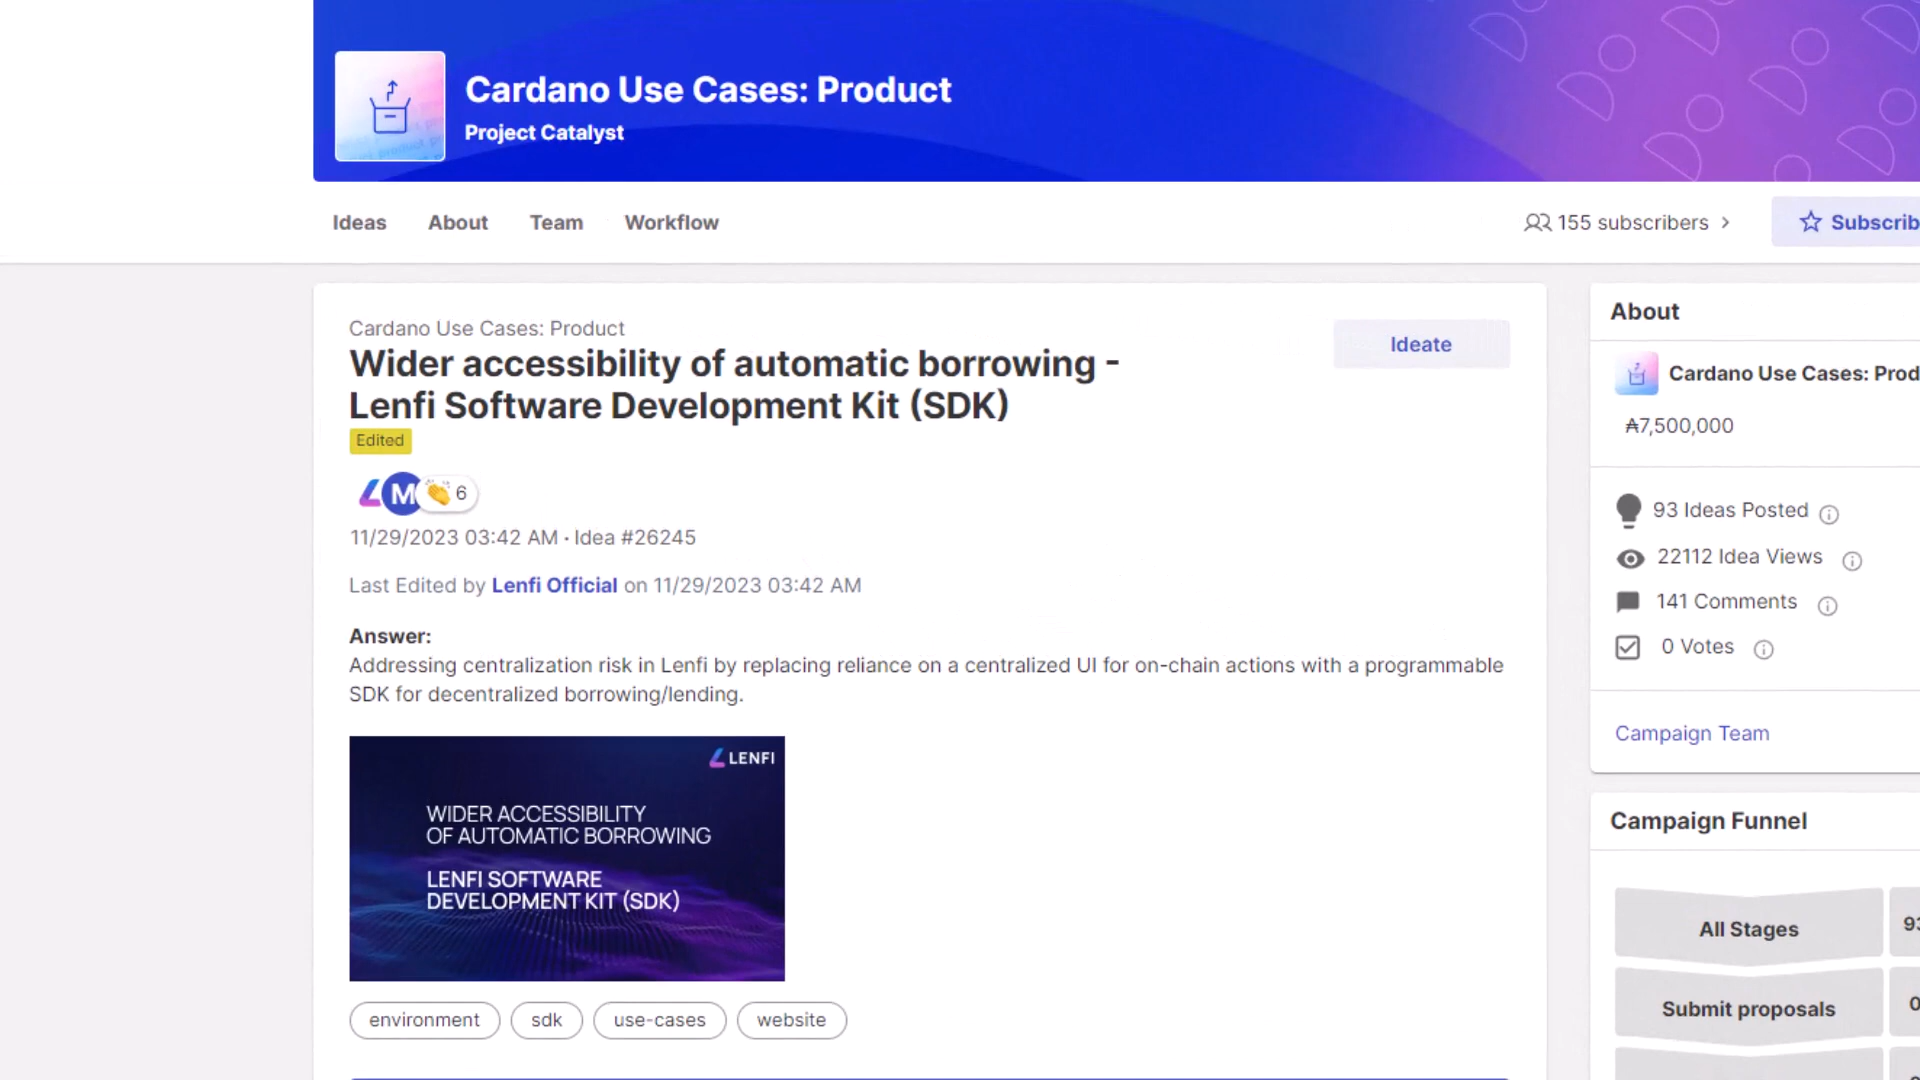 Cardano Use Cases: Product
Project Catalyst
Ideas
About
Team
Workflow
155 subscribers
Subscrib
Cardano Use Cases: Product
Wider accessibility of automatic borrowing -
Lenfi Software Development Kit (SDK)
Ideate
Edited
M
6
11/29/2023 03:42 AM · Idea #26245
Last Edited by Lenfi Official on 11/29/2023 03:42 AM
Answer:
Addressing centralization risk in Lenfi by replacing reliance on a centralized UI for on-chain actions with a programmable
SDK for decentralized borrowing/lending.
LENFI
WIDER ACCESSIBILITY
OF AUTOMATIC BORROWING
LENFI SOFTWARE
DEVELOPMENT KIT (SDK)
environment
sdk
use-cases
website
About
Cardano Use Cases: Prod
₳7,500,000
93 Ideas Posted
22112 Idea Views
141 Comments
0 Votes
Campaign Team
Campaign Funnel
All Stages
93
Submit proposals
0